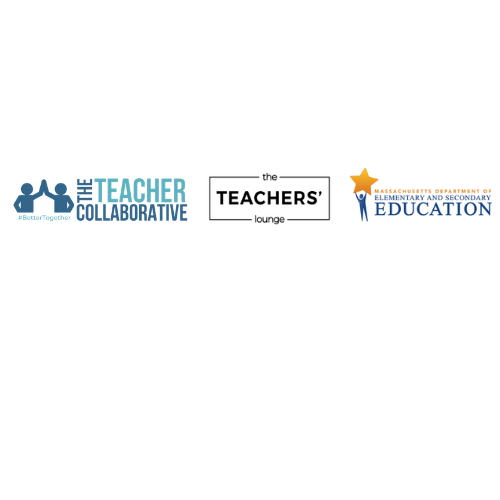 THE TEACHER
COLLABORATIVE
#BetterTogether
the
TEACHERS'
lounge
MASSACHUSETTS DEPARTMENT OF
ELEMENTARY AND SECONDARY
EDUCATION